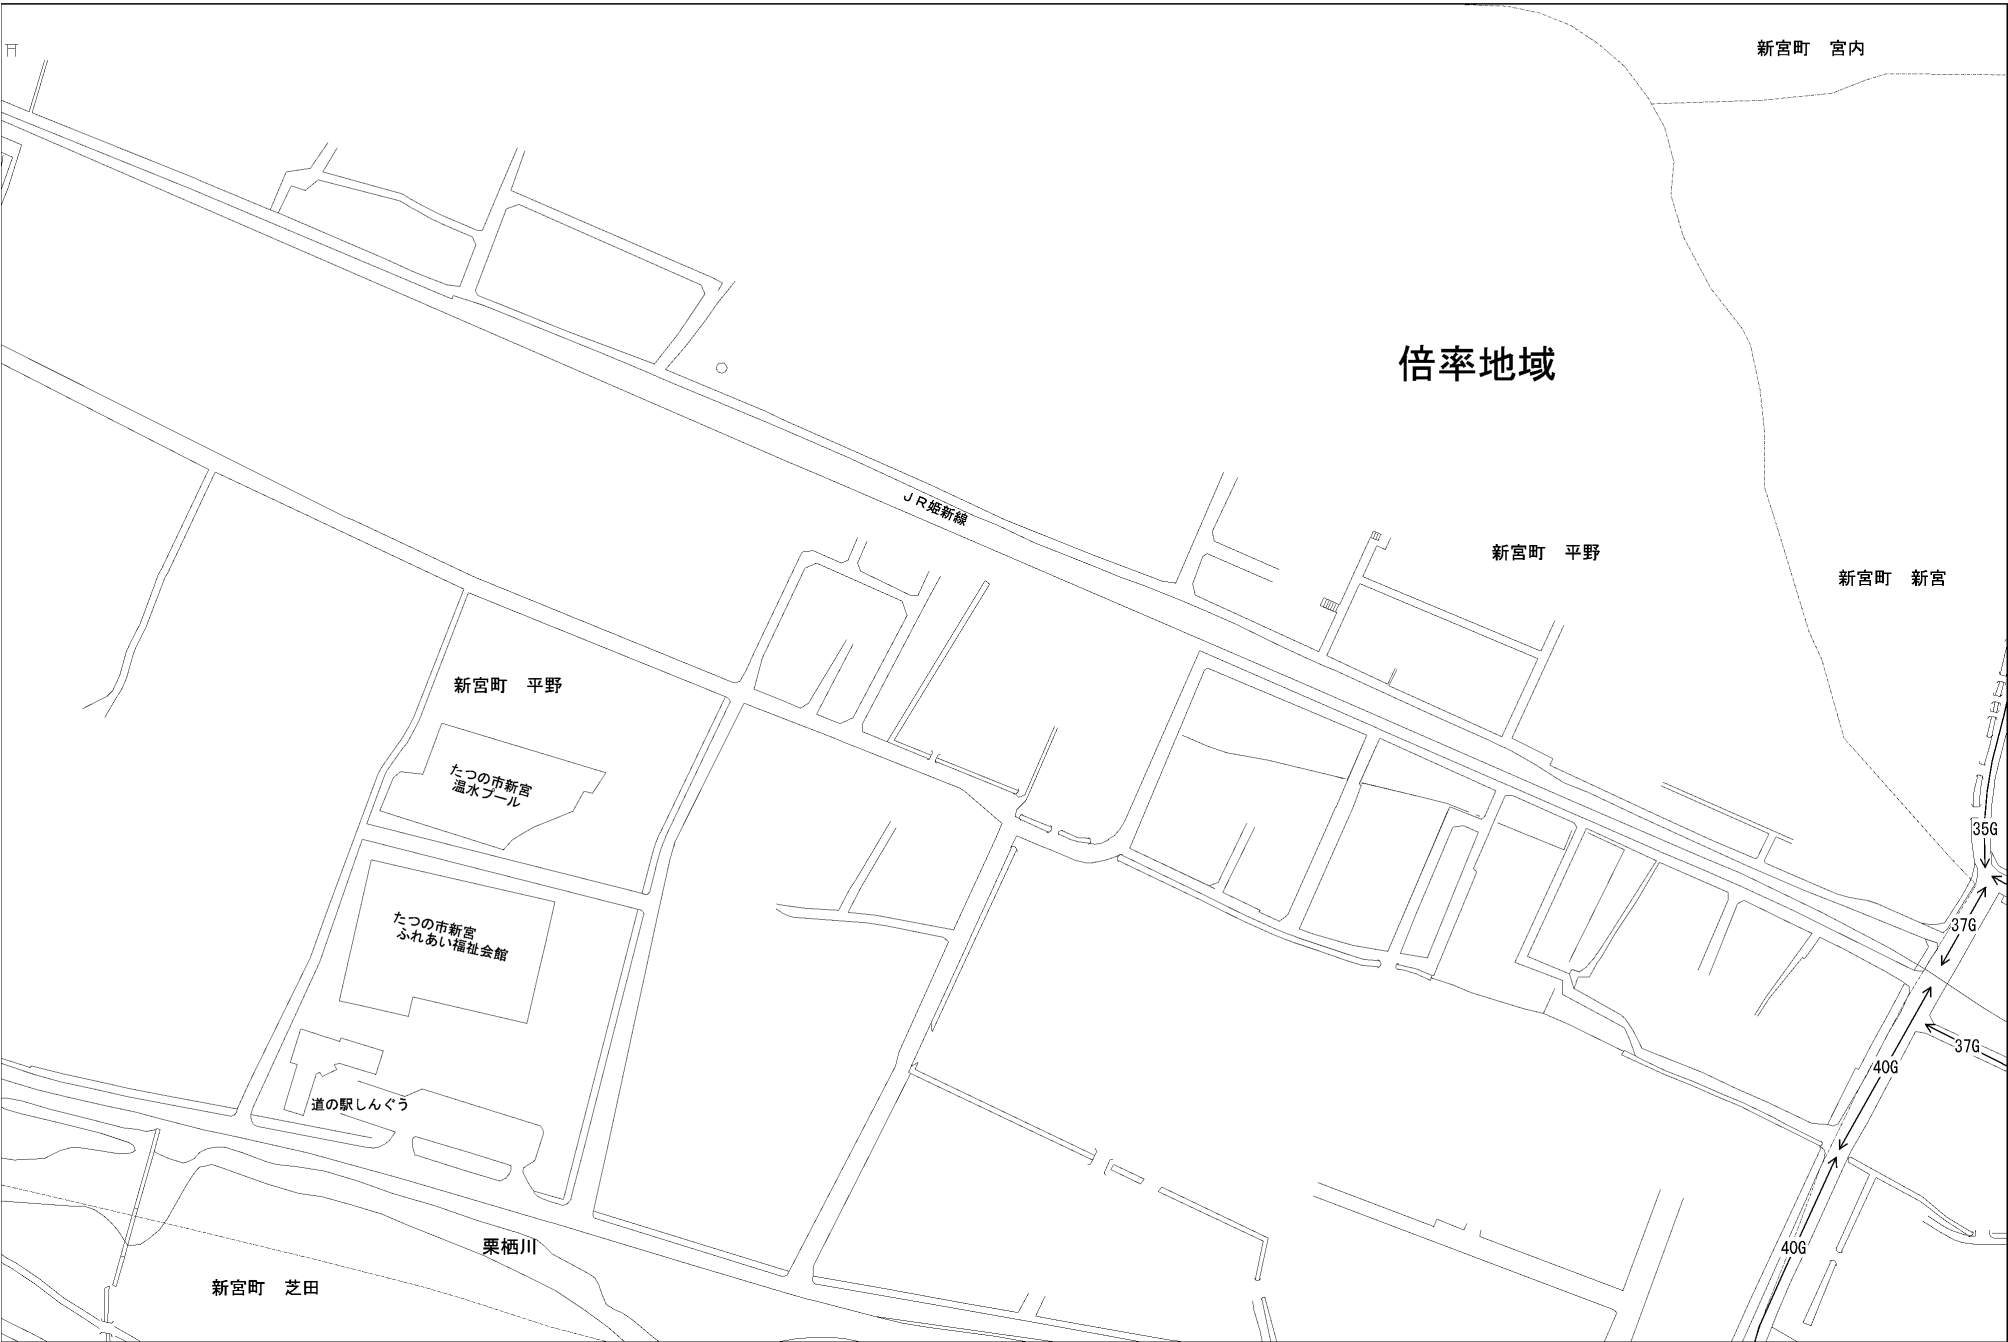 新宮町　宮内
倍率地域
ＪＲ姫新線
新宮町　平野
新宮町　新宮
新宮町　平野
たつの市新宮
温水プール
35G
たつの市新宮
ふれあい福祉会館
37G
37G
40G
道の駅しんぐう
40G
栗栖川
新宮町　芝田